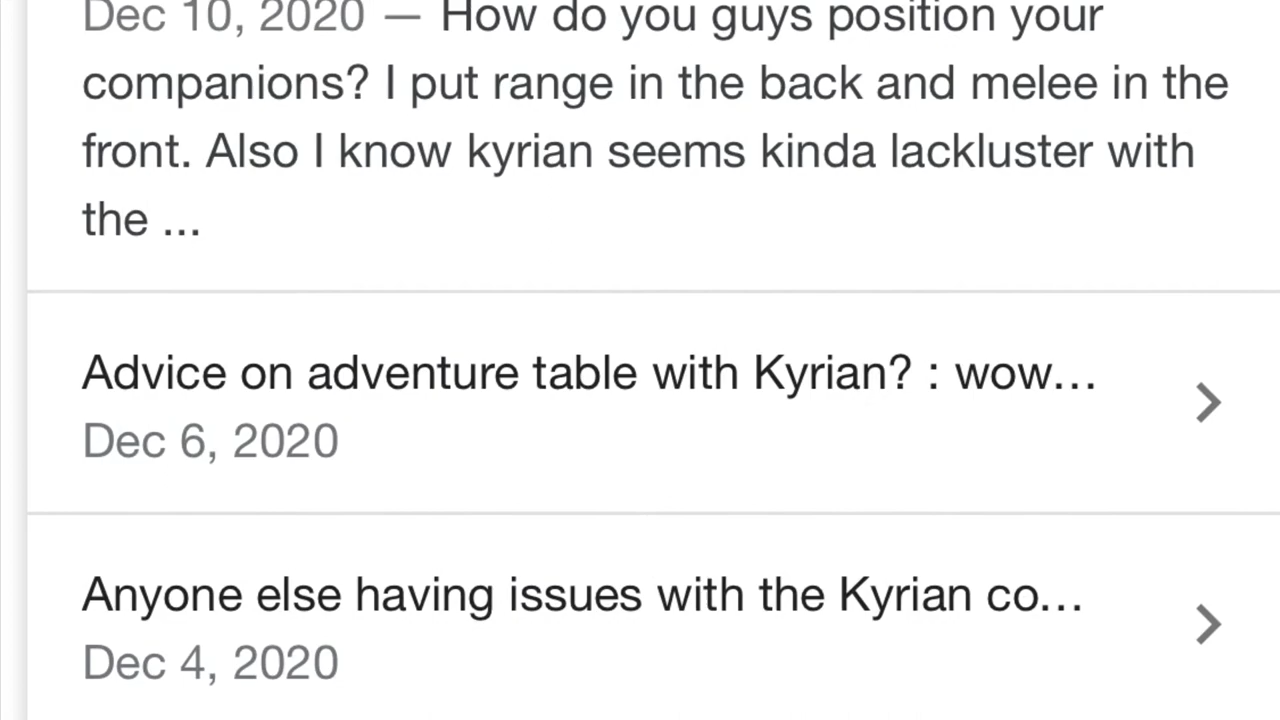 Dec 10, 2020 — How do you guys position your
companions? I put range in the back and melee in the
front. Also I know kyrian seems kinda lackluster with
the ...
Advice on adventure table with Kyrian? : wow...
Dec 6, 2020
Anyone else having issues with the Kyrian co...
Dec 4, 2020